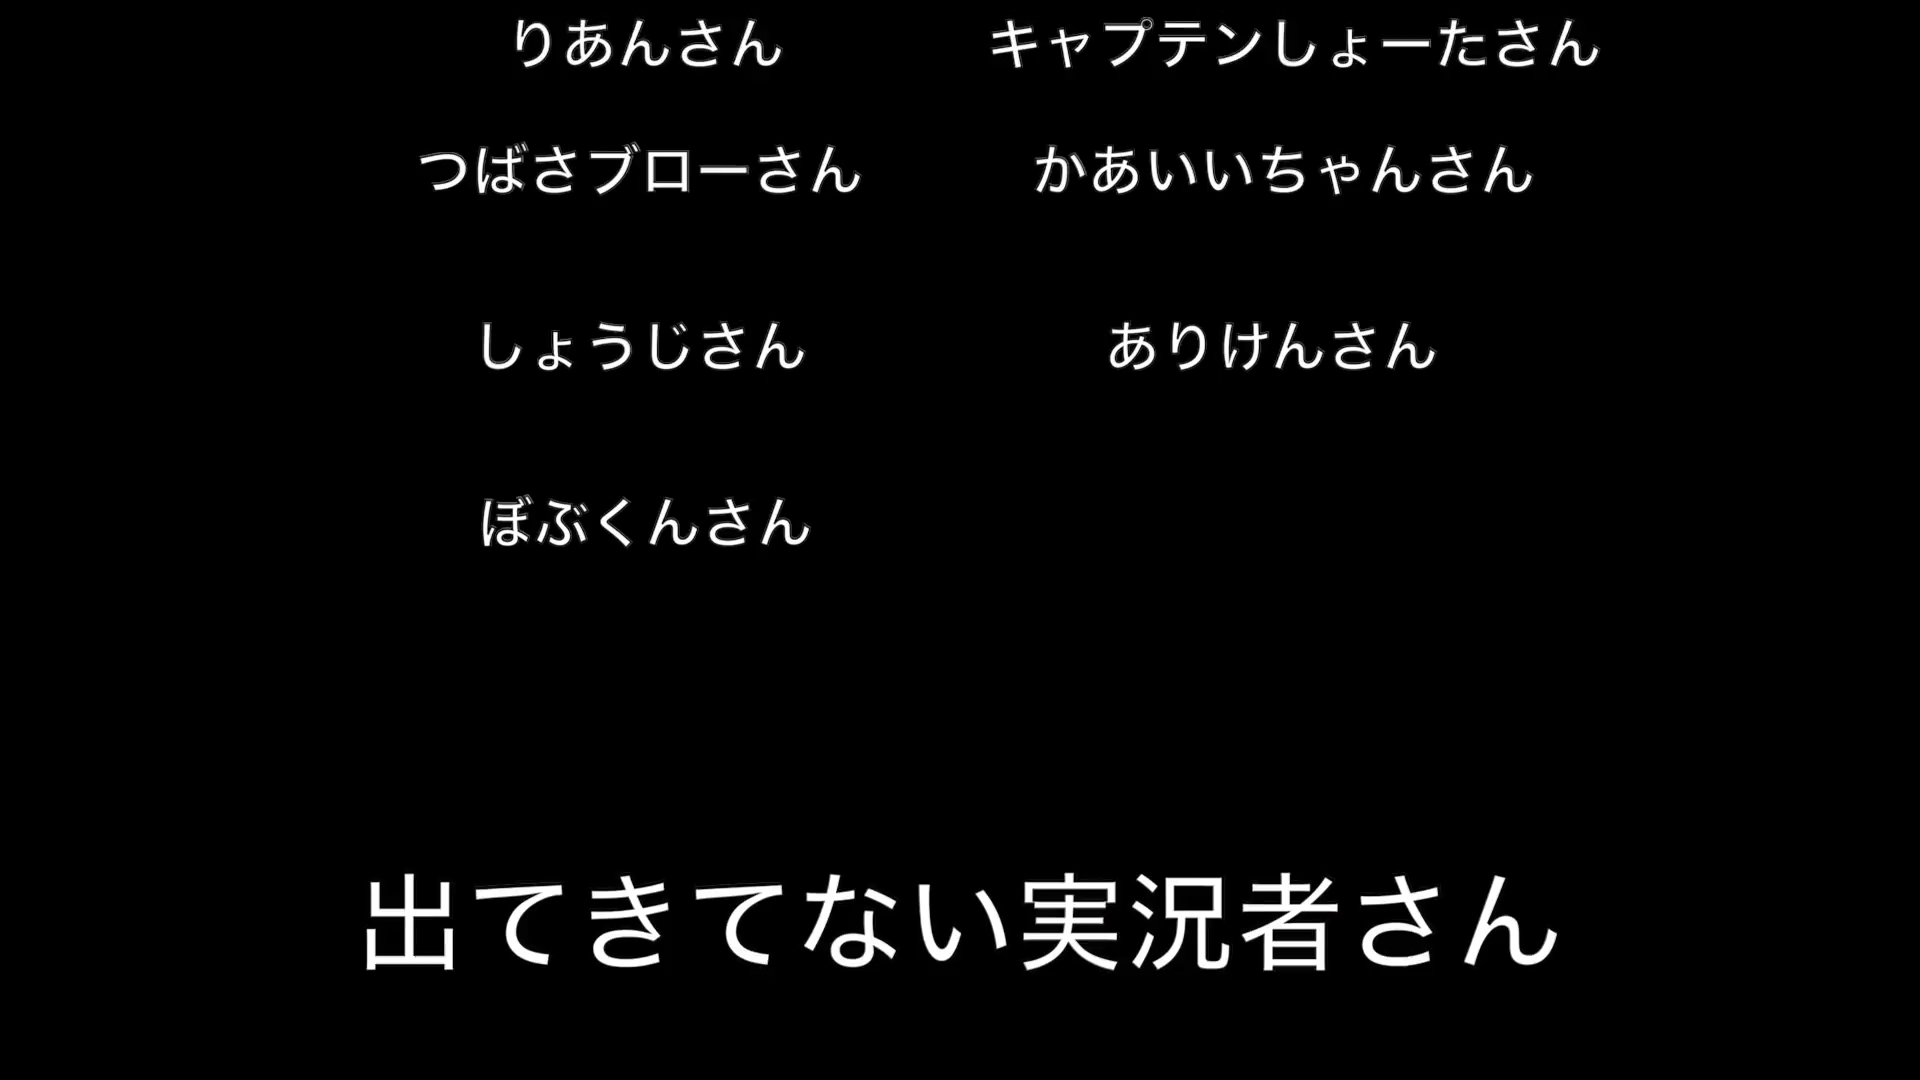 りあんさん キャプテンしょーたさん
つばさブローさん かあいいちゃんさん
しょうじさん ありけんさん
ぼぶくんさん
出てきてない実況者さん